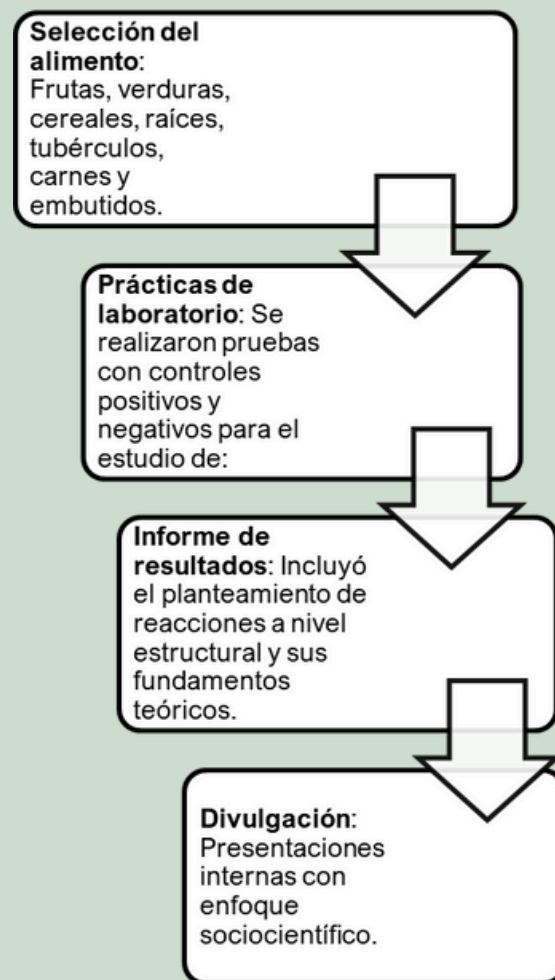 Selección del
alimento:
Frutas, verduras,
cereales, raíces,
tubérculos,
carnes y
embutidos.
Prácticas de
laboratorio: Se
realizaron pruebas
con controles
positivos y
negativos para el
estudio de:
Informe de
resultados: Incluyó
el planteamiento de
reacciones a nivel
estructural y sus
fundamentos
teóricos.
Divulgación:
Presentaciones
internas con
enfoque
sociocientífico.